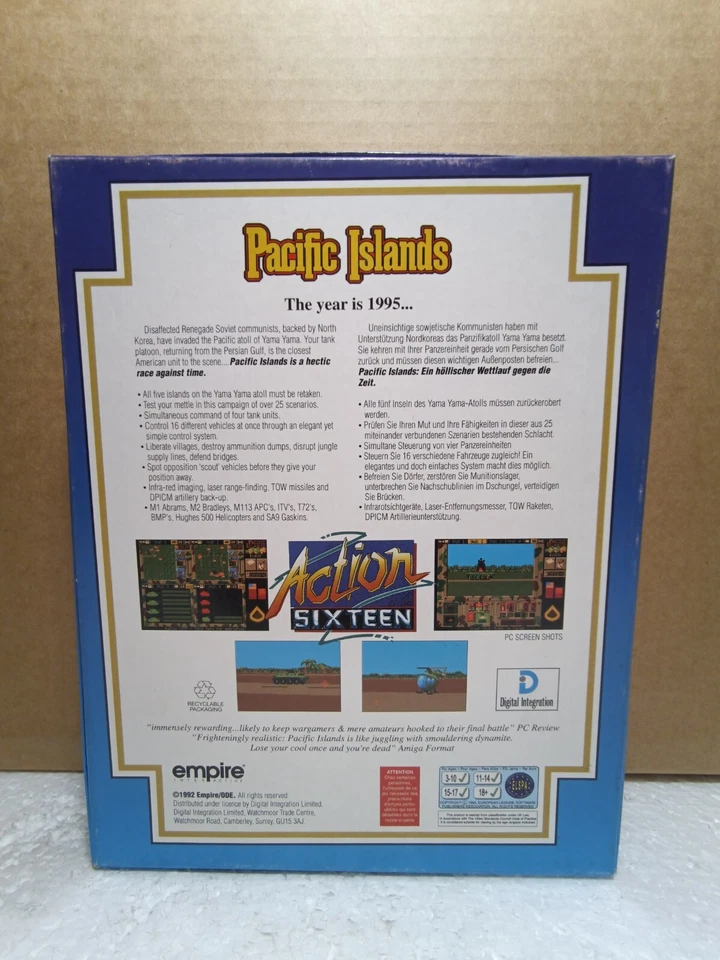 Pacific Islands
The year is 1995...
Disaffected Renegade Soviet communists, backed by North
Korea, have invaded the Pacific atoll of Yama Yama. Your tank
platoon, returning from the Persian Gulf, is the closest
American unit to the scene....Pacific Islands is a hectic
race against time.
• All five islands on the Yama Yama atoll must be retaken.
• Test your mettle in this campaign of over 25 scenarios.
• Simultaneous command of four tank units.
• Control 16 different vehicles at once through an elegant yet
simple control system.
• Liberate villages, destroy ammunition dumps, disrupt jungle
supply lines, defend bridges.
• Spot opposition 'scout' vehicles before they give your
position away.
• Infra-red imaging, laser range-finding. TOW missiles and
DPICM artillery back-up.
• M1 Abrams, M2 Bradleys, M113 APC's, ITV's, T72's,
BMP's, Hughes 500 Helicopters and SA9 Gaskins.
Uneinsichtige sowjetische Kommunisten haben mit
Unterstützung Nordkoreas das Panzifikatoll Yama Yama besetzt.
Sie kehren mit Ihrer Panzereinheit gerade vom Persischen Golf
zurück und müssen diesen wichtigen Außenposten befreien...
Pacific Islands: Ein höllischer Wettlauf gegen die
Zeit.
• Alle fünf Inseln des Yama Yama-Atolls müssen zurückerobert
werden.
• Prüfen Sie Ihren Mut und Ihre Fähigkeiten in dieser aus 25
miteinander verbundenen Szenarien bestehenden Schlacht.
• Simultane Steuerung von vier Panzereinheiten
• Steuern Sie 16 verschiedene Fahrzeuge zugleich! Ein
elegantes und doch einfaches System macht dies möglich.
• Befreien Sie Dörfer, zerstören Sie Munitionslager,
unterbrechen Sie Nachschublinien im Dschungel, verteidigen
Sie Brücken.
• Infrarotsichtgeräte, Laser-Entfernungsmesser, TOW Raketen,
DPICM Artillerieunterstützung.
Action
SIXTEEN
PC SCREEN SHOTS
RECYCLABLE
PACKAGING
Digital Integration
"immensely rewarding...likely to keep wargamers & mere amateurs hooked to their final battle" PC Review
"Frighteningly realistic: Pacific Islands is like juggling with smouldering dynamite.
Lose your cool once and you're dead" Amiga Format
empire
©1992 Empire/ODE. All rights reserved
Distributed under licence by Digital Integration Limited.
Digital Integration Limited, Watchmoor Trade Centre,
Watchmoor Road, Camberley, Surrey, GU15 3AJ.
ATTENTION
3-10 ✓ 11-14 ✓
15-17 ✓ 18+ ✓
ELSPA